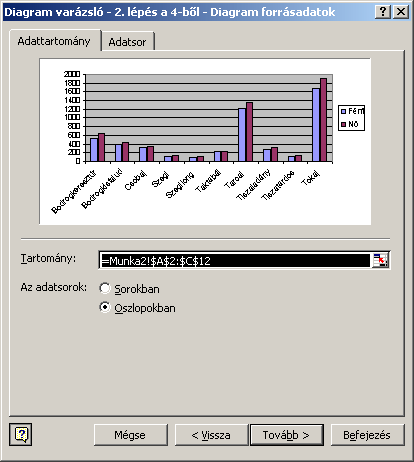 Diagram varázsló - 2. lépés a 4-ből - Diagram forrásadatok
Adattartomány
Adatsor
2000
1800
1600
1400
1200
1000
800
600
400
200
0
Bodrogkeresztúr
Bodrogkisfalud
Csobaj
Szegi
Szegilong
Taktabáj
Tarcal
Tiszaladány
Tiszatardos
Tokaj
Férfi
Nő
Tartomány:
=Munka2!$A$2:$C$12
Az adatsorok:
Sorokban
Oszlopokban
Mégse
< Vissza
Tovább >
Befejezés